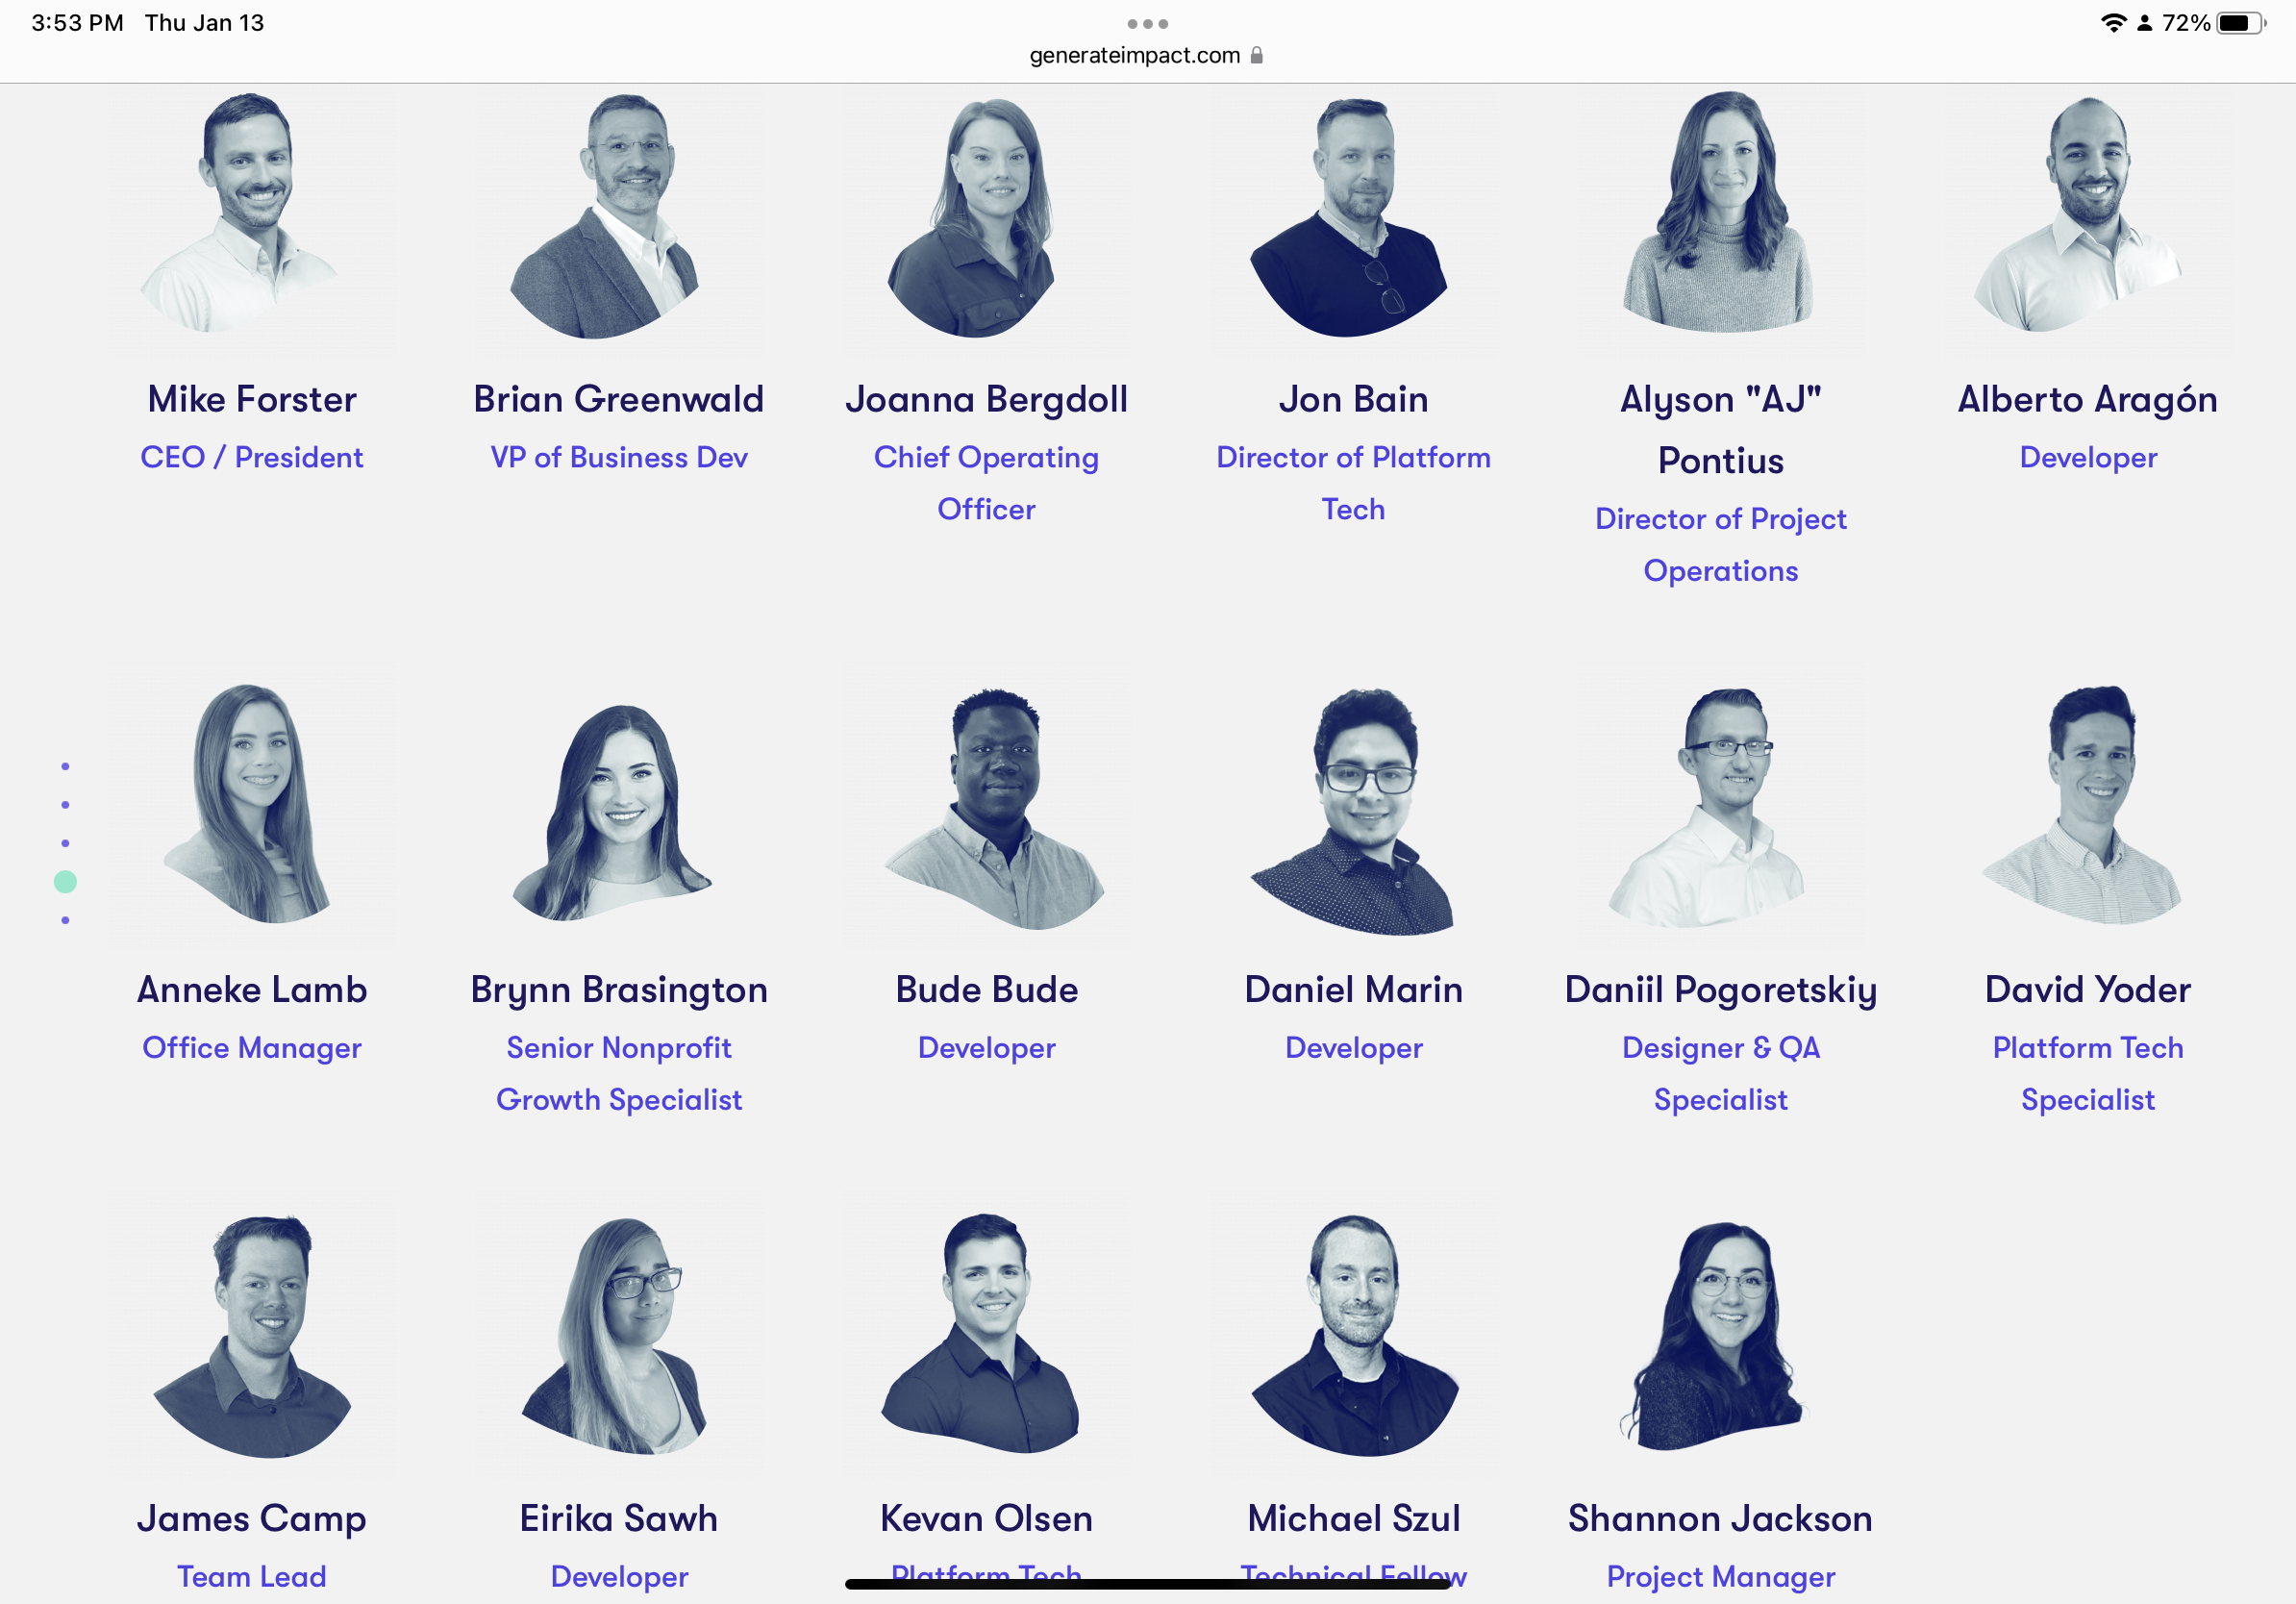 3:53 PM Thu Jan 13
72%
generateimpact.com
Mike Forster
CEO / President
Brian Greenwald
VP of Business Dev
Joanna Bergdoll
Chief Operating
Officer
Jon Bain
Director of Platform
Tech
Alyson "AJ"
Pontius
Director of Project
Operations
Alberto Aragón
Developer
Anneke Lamb
Office Manager
Brynn Brasington
Senior Nonprofit
Growth Specialist
Bude Bude
Developer
Daniel Marin
Developer
Daniil Pogoretskiy
Designer & QA
Specialist
David Yoder
Platform Tech
Specialist
James Camp
Team Lead
Eirika Sawh
Developer
Kevan Olsen
Platform Tech
Michael Szul
Technical Fellow
Shannon Jackson
Project Manager